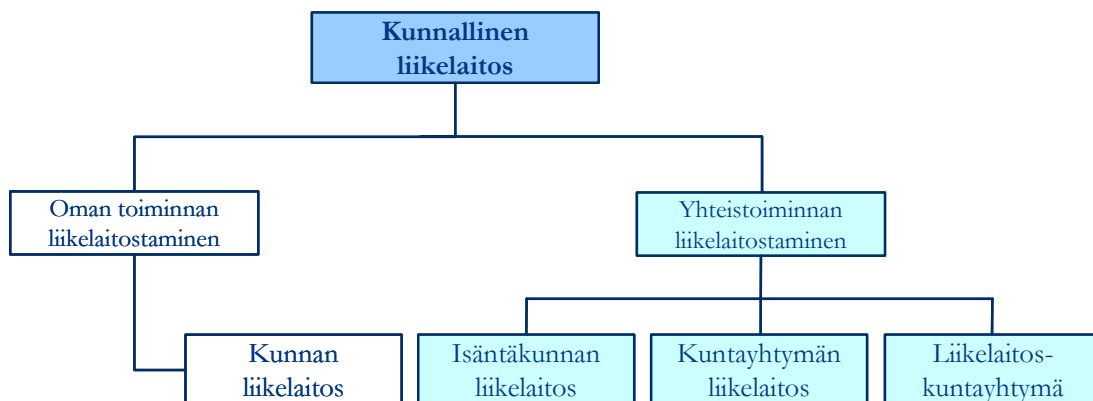 Kunnallinen
liikelaitos
Oman toiminnan
liikelaitostaminen
Yhteistoiminnan
liikelaitostaminen
Kunnan
liikelaitos
Isäntäkunnan
liikelaitos
Kuntayhtymän
liikelaitos
Liikelaitos-
kuntayhtymä